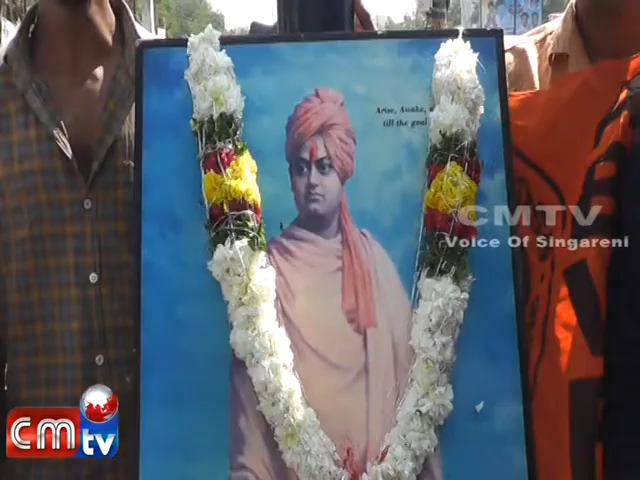 Arise, Awake,
till the goal
CMTV
Voice Of Singareni
CM tv